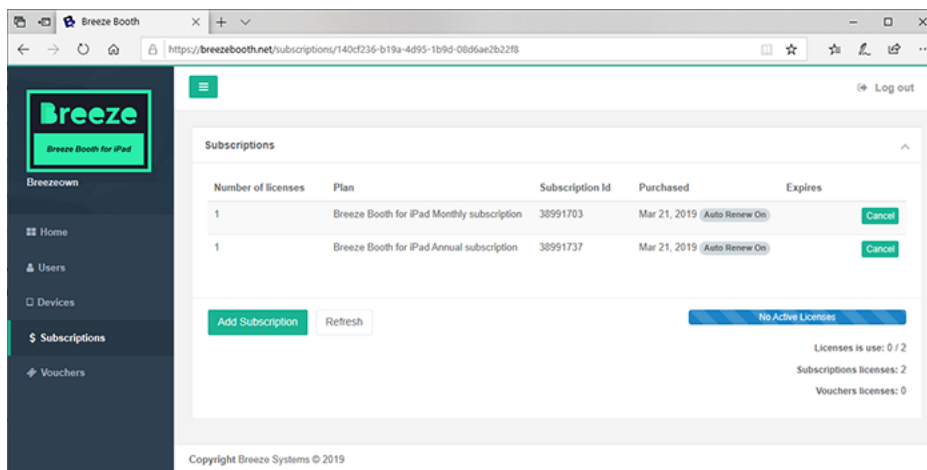 Breeze Booth
https://breezebooth.net/subscriptions/140cf236-b19a-4d95-1b9d-08d6ae2b22f8
Breeze
Breeze Booth for iPad
Breezeown
Home
Users
Devices
$ Subscriptions
Vouchers
Log out
Subscriptions
Number of licenses Plan Subscription Id Purchased Expires
1 Breeze Booth for iPad Monthly subscription 38991703 Mar 21, 2019 Auto Renew On Cancel
1 Breeze Booth for iPad Annual subscription 38991737 Mar 21, 2019 Auto Renew On Cancel
Add Subscription Refresh
No Active Licenses
Licenses is use: 0 / 2
Subscriptions licenses: 2
Vouchers licenses: 0
Copyright Breeze Systems © 2019